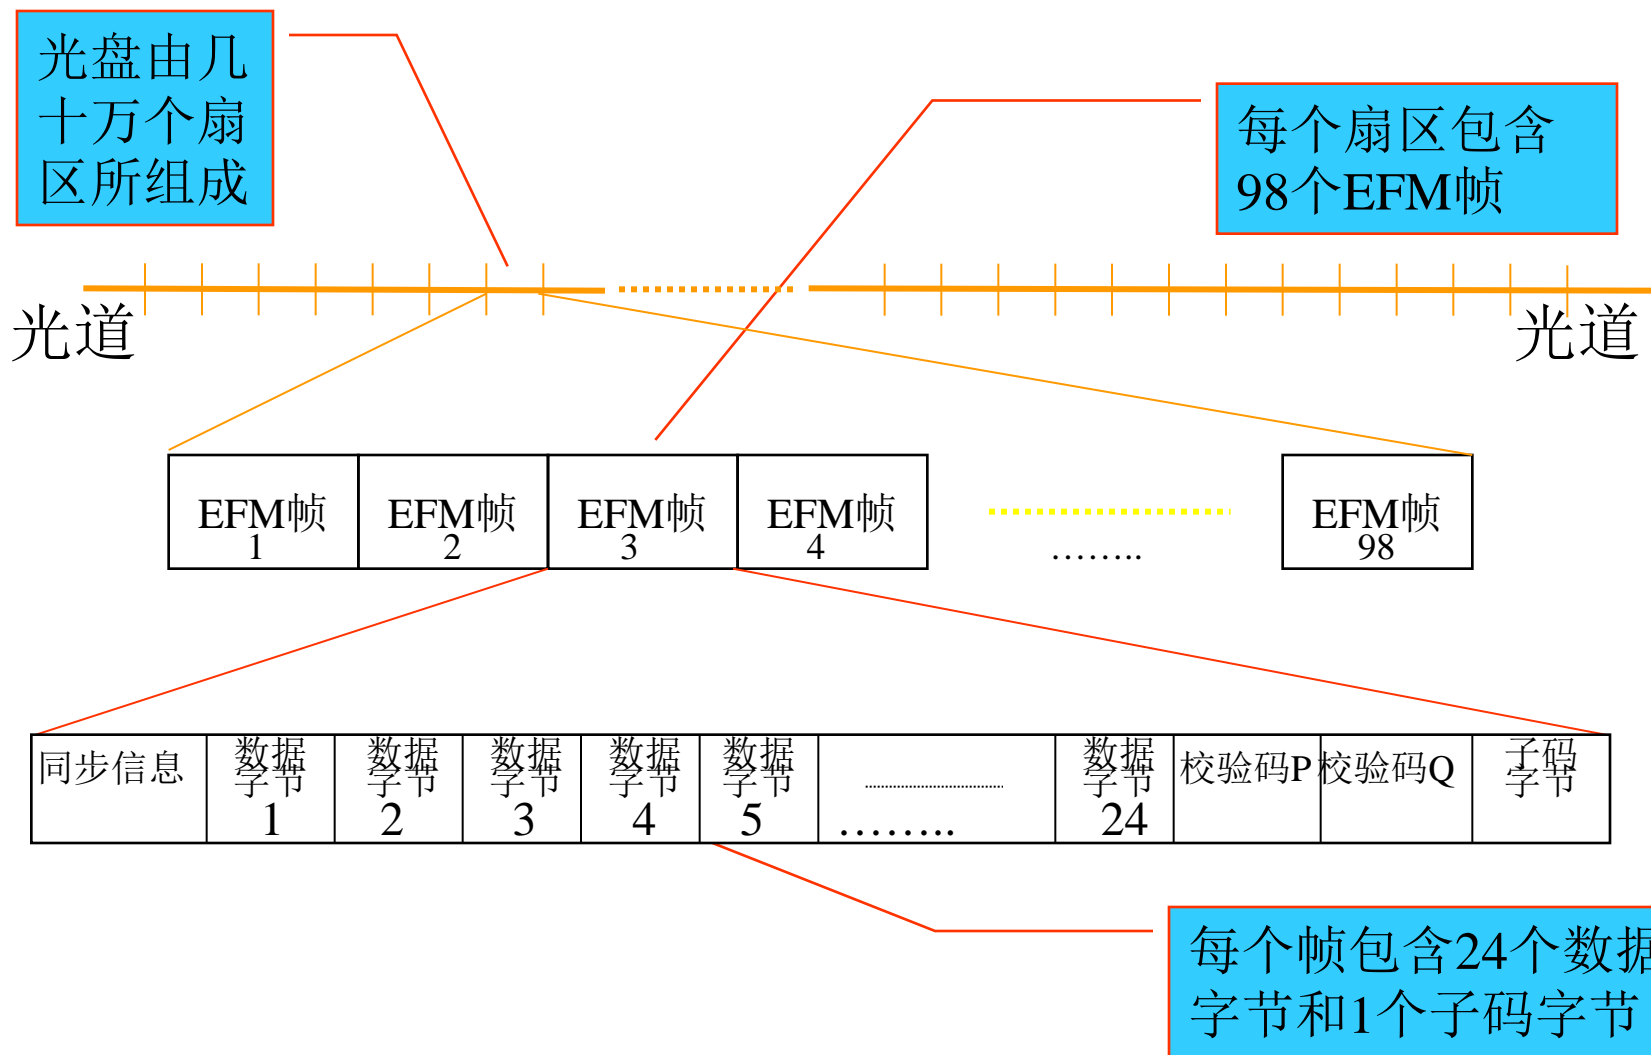 光盘由几
十万个扇
区所组成
每个扇区包含
98个EFM帧
光道
光道
EFM帧
1
EFM帧
2
EFM帧
3
EFM帧
4
……..
EFM帧
98
同步信息
数据
字节
1
数据
字节
2
数据
字节
3
数据
字节
4
数据
字节
5
……..
数据
字节
24
校验码P
校验码Q
子码
字节
每个帧包含24个数据
字节和1个子码字节